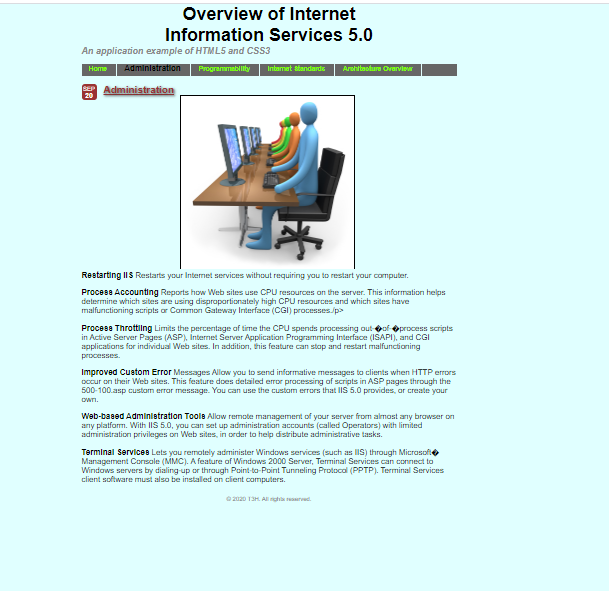 Overview of Internet
Information Services 5.0
An application example of HTML5 and CSS3
Home Administration Programmability Internet Standards Architecture Overview
SEP
20
Administration
Restarting IIS Restarts your Internet services without requiring you to restart your computer.
Process Accounting Reports how Web sites use CPU resources on the server. This information helps
determine which sites are using disproportionately high CPU resources and which sites have
malfunctioning scripts or Common Gateway Interface (CGI) processes./p>
Process Throttling Limits the percentage of time the CPU spends processing out-�of-�process scripts
in Active Server Pages (ASP), Internet Server Application Programming Interface (ISAPI), and CGI
applications for individual Web sites. In addition, this feature can stop and restart malfunctioning
processes.
Improved Custom Error Messages Allow you to send informative messages to clients when HTTP errors
occur on their Web sites. This feature does detailed error processing of scripts in ASP pages through the
500-100.asp custom error message. You can use the custom errors that IIS 5.0 provides, or create your
own.
Web-based Administration Tools Allow remote management of your server from almost any browser on
any platform. With IIS 5.0, you can set up administration accounts (called Operators) with limited
administration privileges on Web sites, in order to help distribute administrative tasks.
Terminal Services Lets you remotely administer Windows services (such as IIS) through Microsoft�
Management Console (MMC). A feature of Windows 2000 Server, Terminal Services can connect to
Windows servers by dialing-up or through Point-to-Point Tunneling Protocol (PPTP). Terminal Services
client software must also be installed on client computers.
© 2020 T3H. All rights reserved.